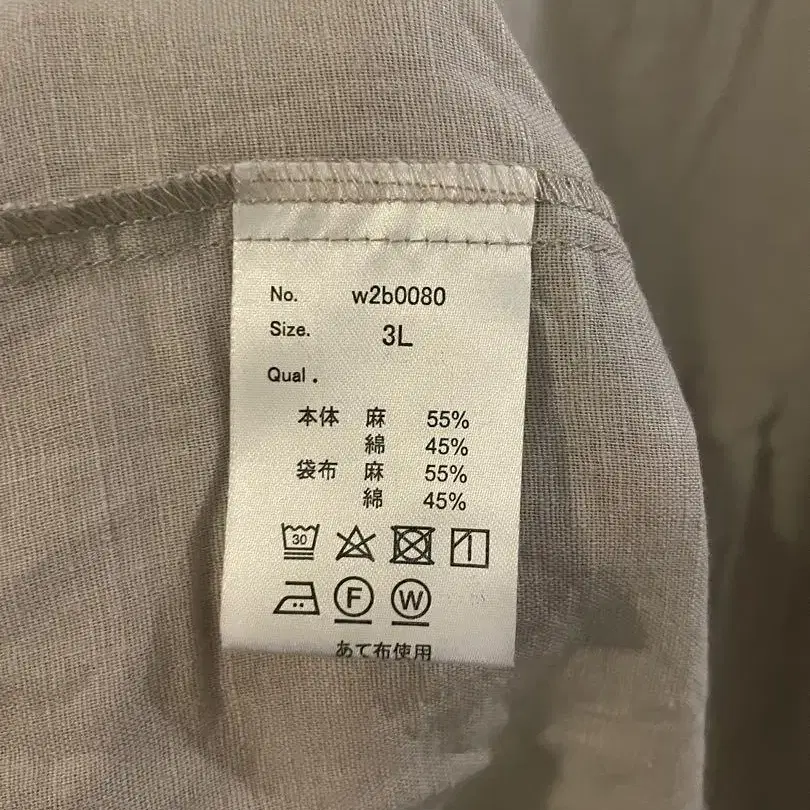 No. w2b0080
Size. 3L
Qual .
本体 麻 55%
綿 45%
袋布 麻 55%
綿 45%
30
F W
あて布使用